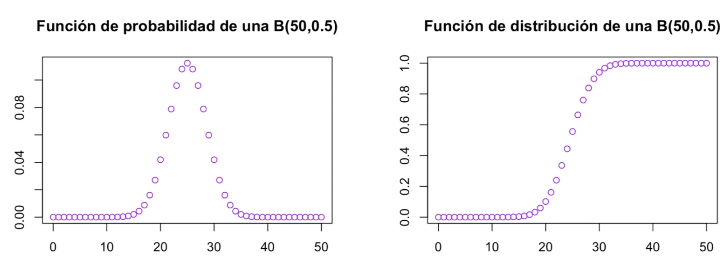 Función de probabilidad de una B(50,0.5)
0.00 0.04 0.08
0 10 20 30 40 50
Función de distribución de una B(50,0.5)
0.0 0.2 0.4 0.6 0.8 1.0
0 10 20 30 40 50